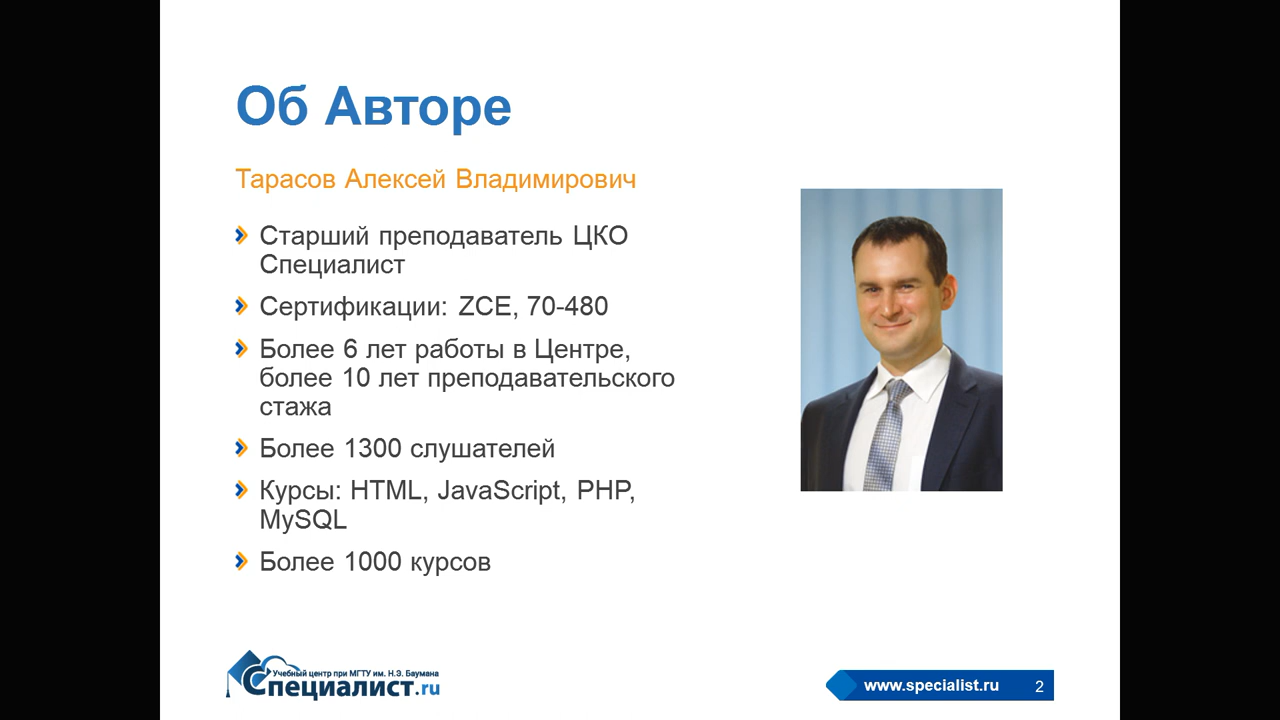 Об Авторе
Тарасов Алексей Владимирович
Старший преподаватель ЦКО
Специалист
Сертификации: ZCE, 70-480
Более 6 лет работы в Центре,
более 10 лет преподавательского
стажа
Более 1300 слушателей
Курсы: HTML, JavaScript, PHP,
MySQL
Более 1000 курсов
Учебный центр при МГТУ им. Н.Э. Баумана
Специалист.ru
www.specialist.ru 2